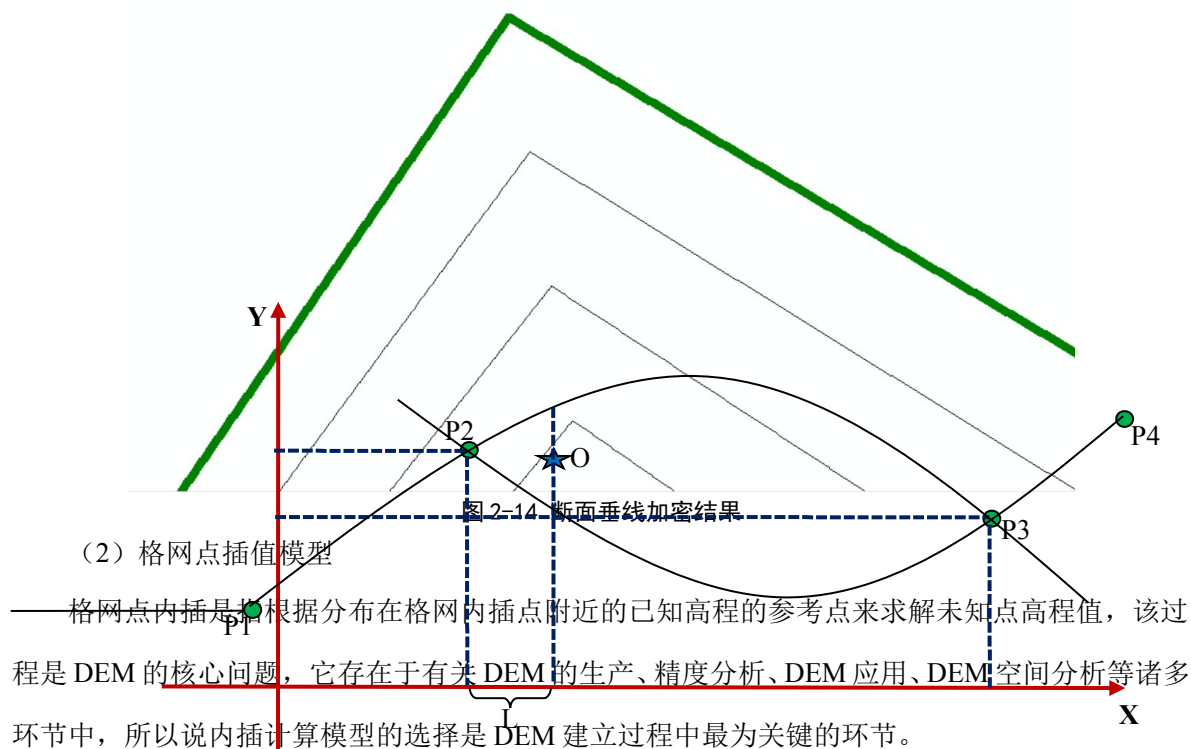 Y
P2
O
P4
图 2-14 断面垂线加密结果
P3
（2）格网点插值模型
格网点内插是指根据分布在格网内插点附近的已知高程的参考点来求解未知点高程值，该过
P1
程是 DEM 的核心问题，它存在于有关 DEM 的生产、精度分析、DEM 应用、DEM 空间分析等诸多
L
X
环节中，所以说内插计算模型的选择是 DEM 建立过程中最为关键的环节。